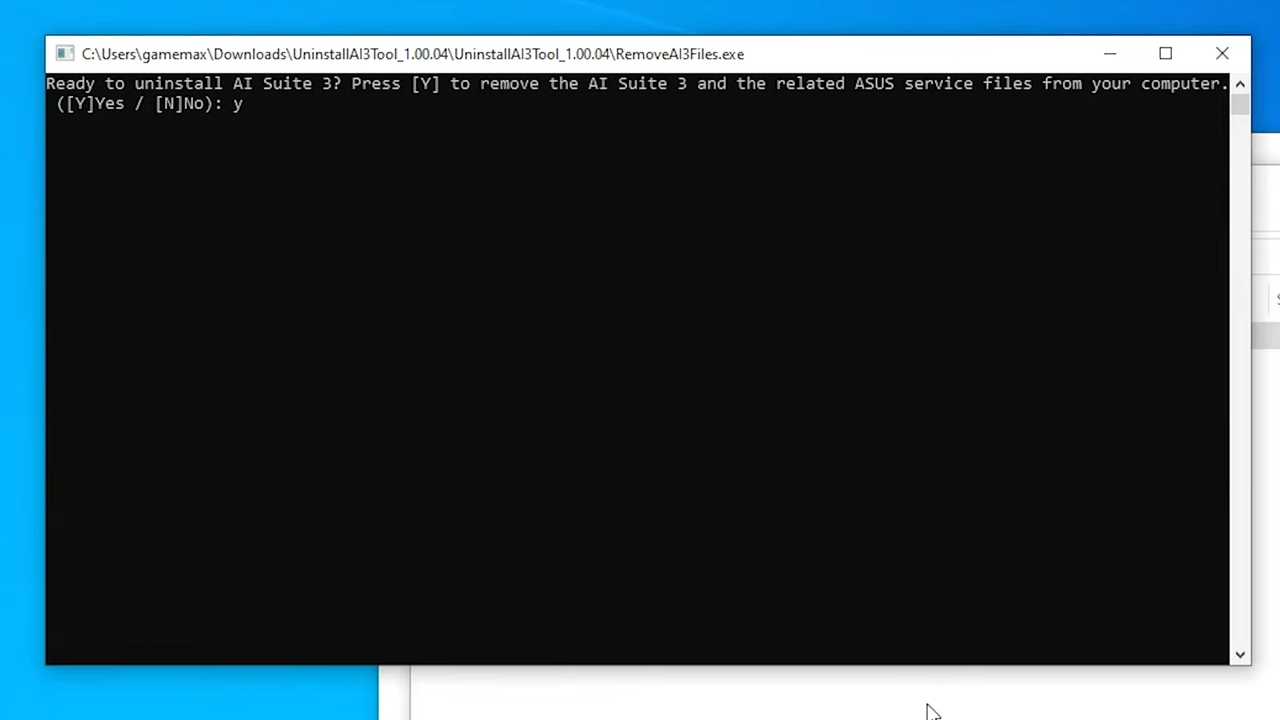 C:\Users\gamemax\Downloads\UninstallAI3Tool_1.00.04\UninstallAI3Tool_1.00.04\RemoveAI3Files.exe
Ready to uninstall AI Suite 3? Press [Y] to remove the AI Suite 3 and the related ASUS service files from your computer.
([Y]Yes / [N]No): y